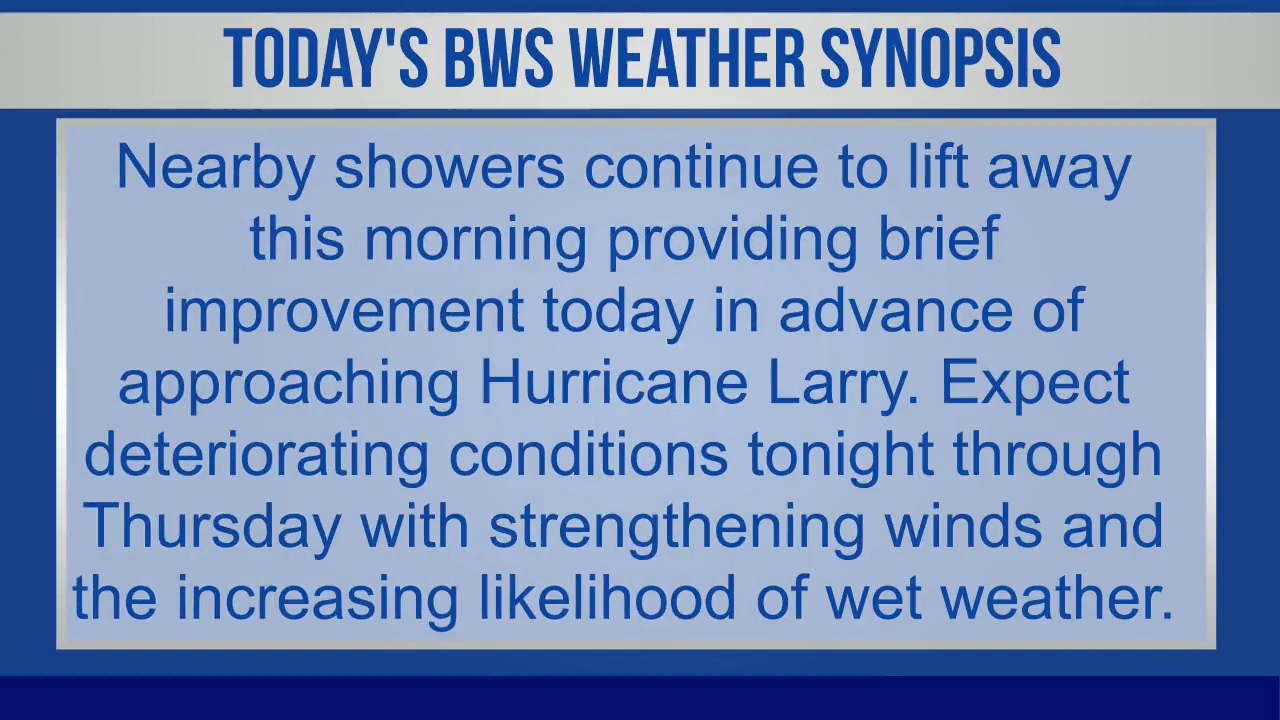 TODAY'S BWS WEATHER SYNOPSIS
Nearby showers continue to lift away
this morning providing brief
improvement today in advance of
approaching Hurricane Larry. Expect
deteriorating conditions tonight through
Thursday with strengthening winds and
the increasing likelihood of wet weather.